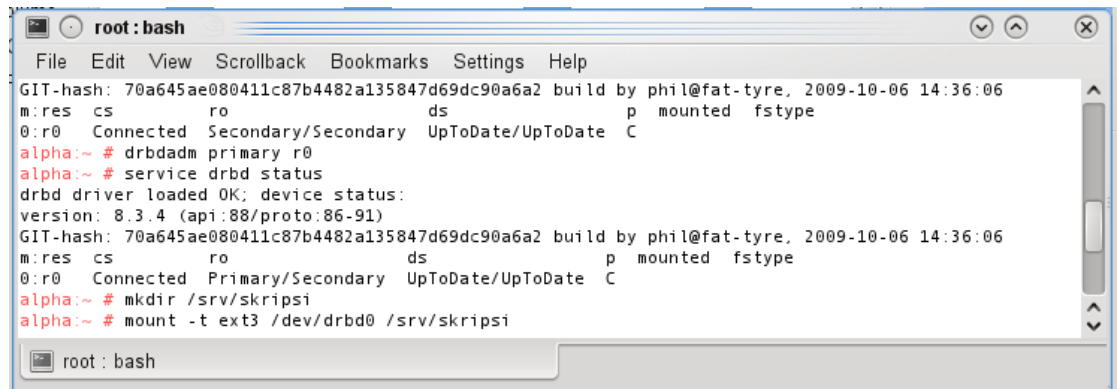 root : bash
File Edit View Scrollback Bookmarks Settings Help
GIT-hash: 70a645ae080411c87b4482a135847d69dc90a6a2 build by phil@fat-tyre, 2009-10-06 14:36:06
m:res cs ro ds p mounted fstype
0:r0 Connected Secondary/Secondary UpToDate/UpToDate C
alpha:~ # drbdadm primary r0
alpha:~ # service drbd status
drbd driver loaded OK; device status:
version: 8.3.4 (api:88/proto:86-91)
GIT-hash: 70a645ae080411c87b4482a135847d69dc90a6a2 build by phil@fat-tyre, 2009-10-06 14:36:06
m:res cs ro ds p mounted fstype
0:r0 Connected Primary/Secondary UpToDate/UpToDate C
alpha:~ # mkdir /srv/skripsi
alpha:~ # mount -t ext3 /dev/drbd0 /srv/skripsi
root : bash